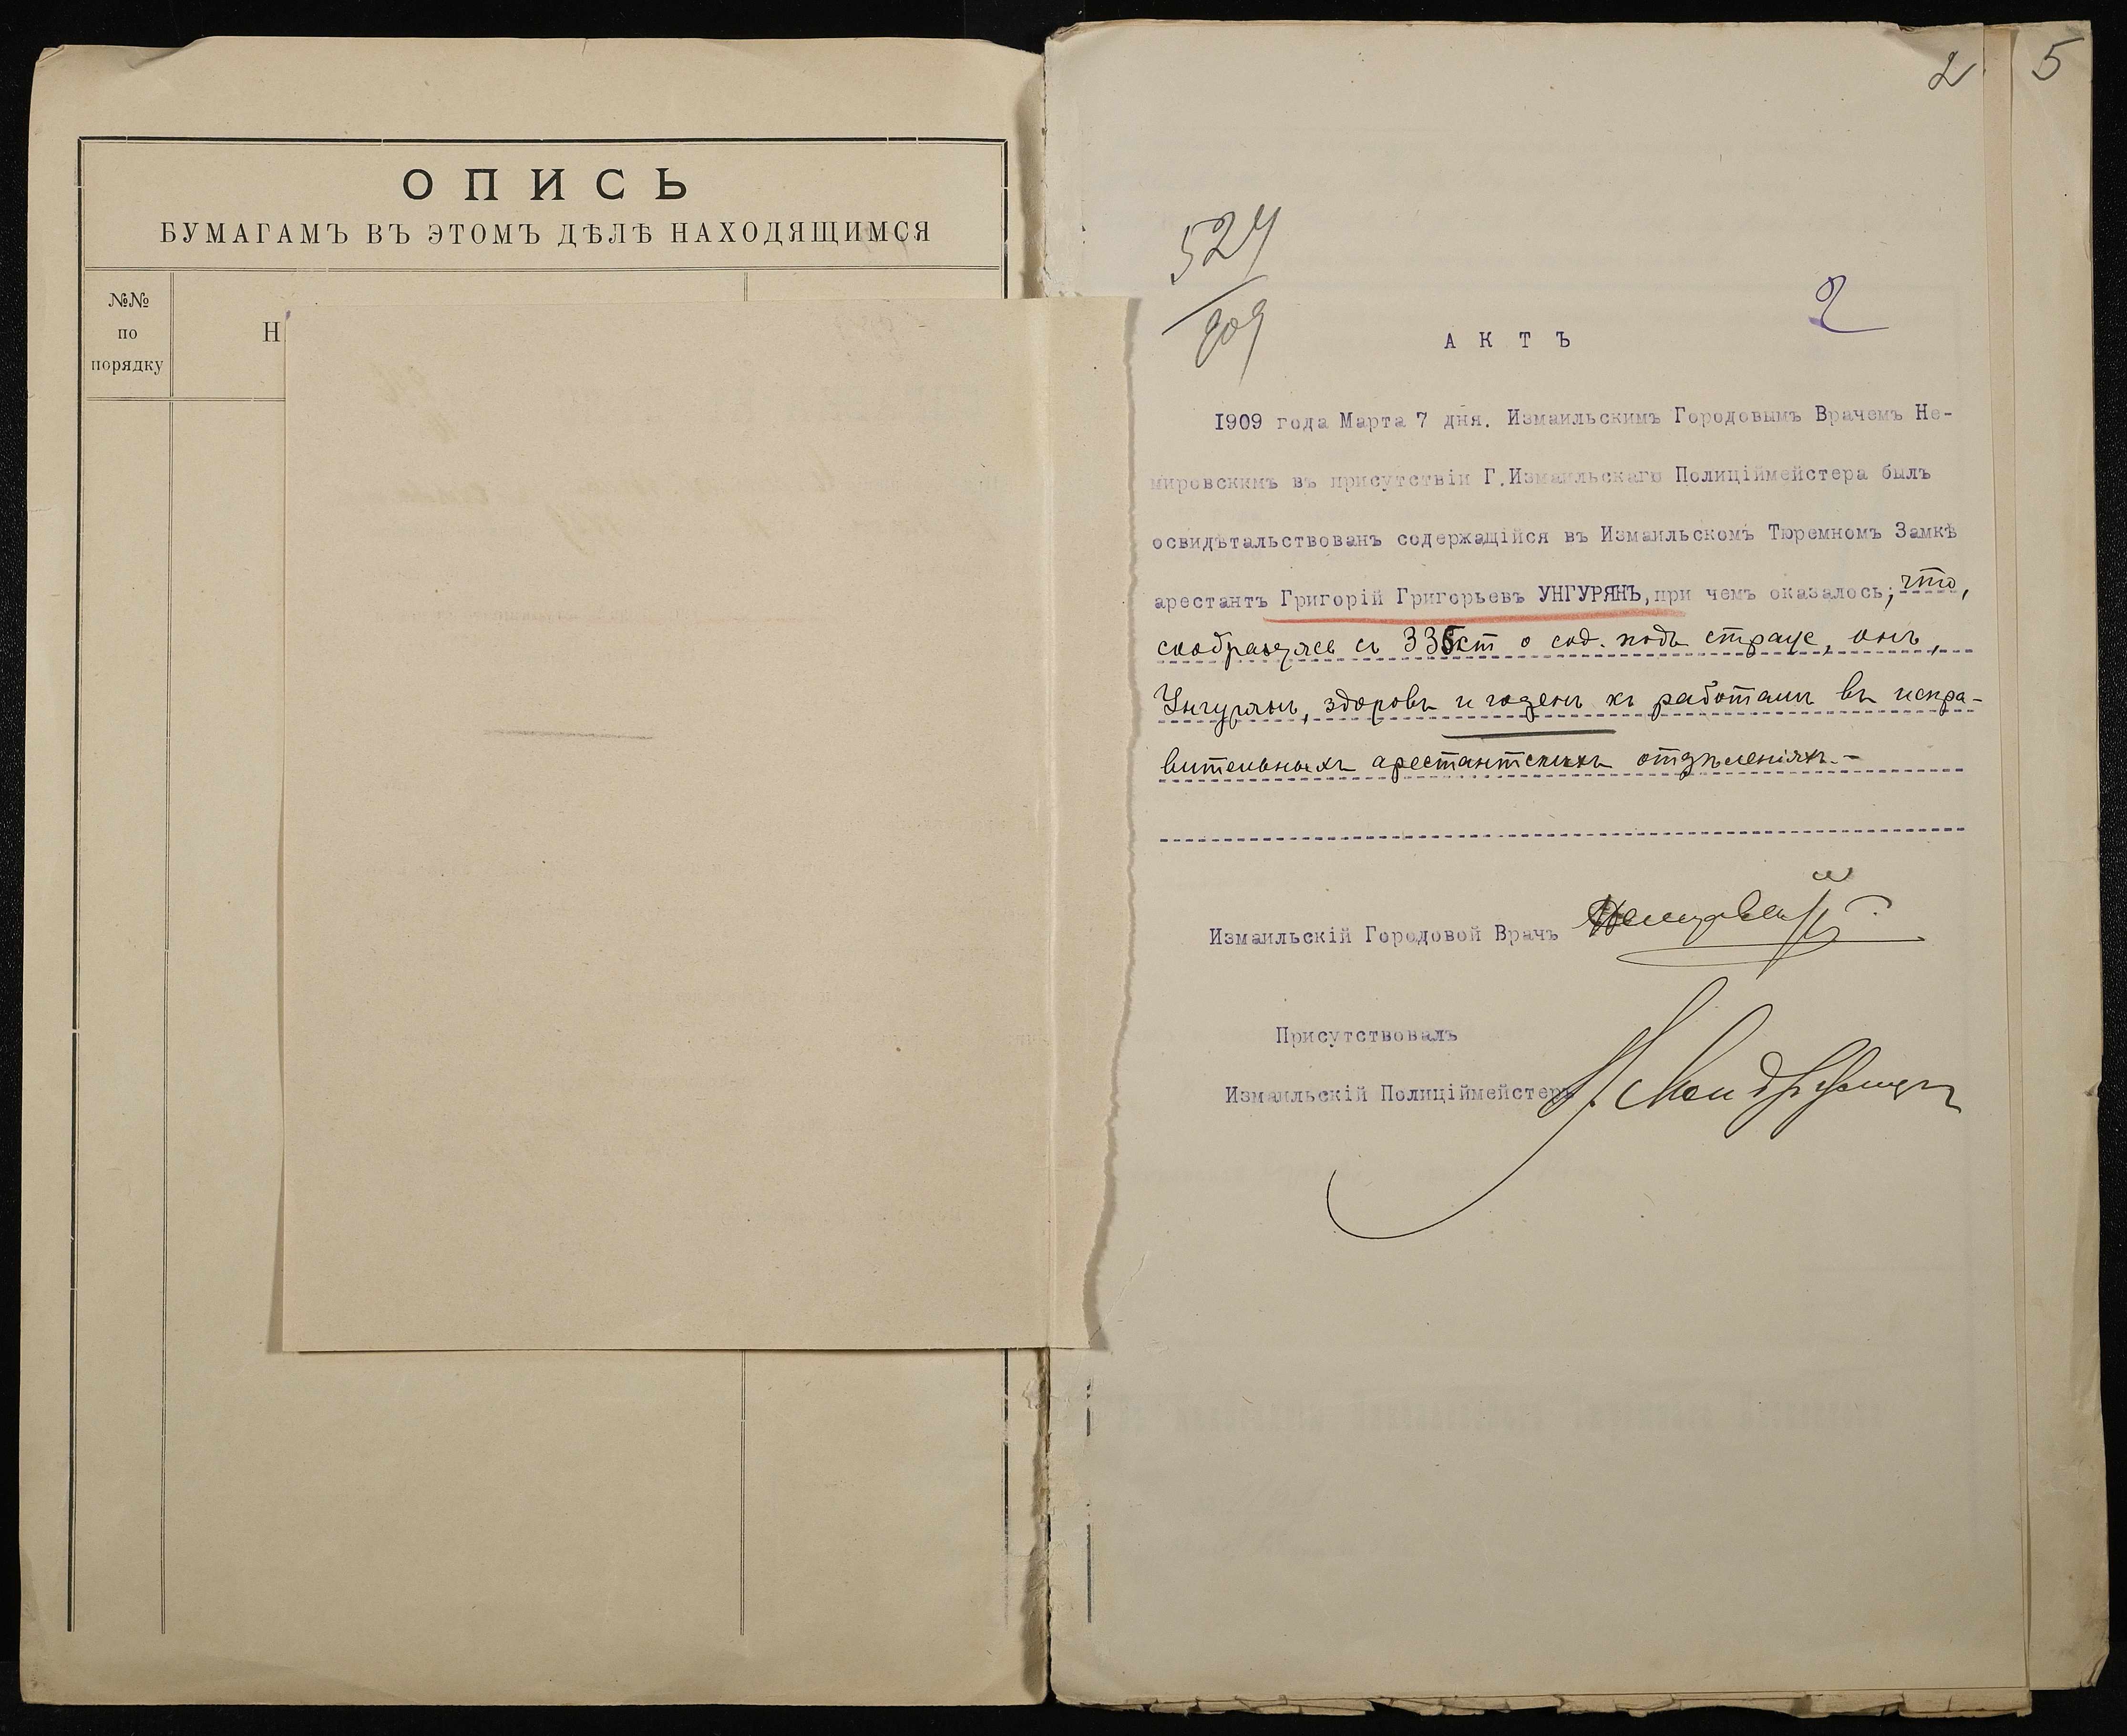 ОПИСЬ
БУМАГАМЪ ВЪ ЭТОМЪ ДѢЛѢ НАХОДЯЩИМСЯ
№№
по
порядку
Н
2
5
527
909
2
АКТЪ
1909 года Марта 7 дня. Измаильскимъ Городовымъ Врачемъ Не-
мировскимъ въ присутствіи Г.Измаильскаго Полиціймейстера былъ
освидѣтальствованъ содержащійся въ Измаильскомъ Тюремномъ Замкѣ
арестантъ Григорій Григорьевъ УНГУРЯНЪ, при чемъ оказалось; что,
сообразуясь съ 335 ст о сод. подъ страж, онъ,
Унгурянъ, здоровъ и годенъ къ работамъ въ испра-
вительныхъ арестантскихъ отдѣленіяхъ.-
Измаильскій Городовой Врачъ Немировскій
Присутствовалъ
Измаильскій Полиціймейстеръ